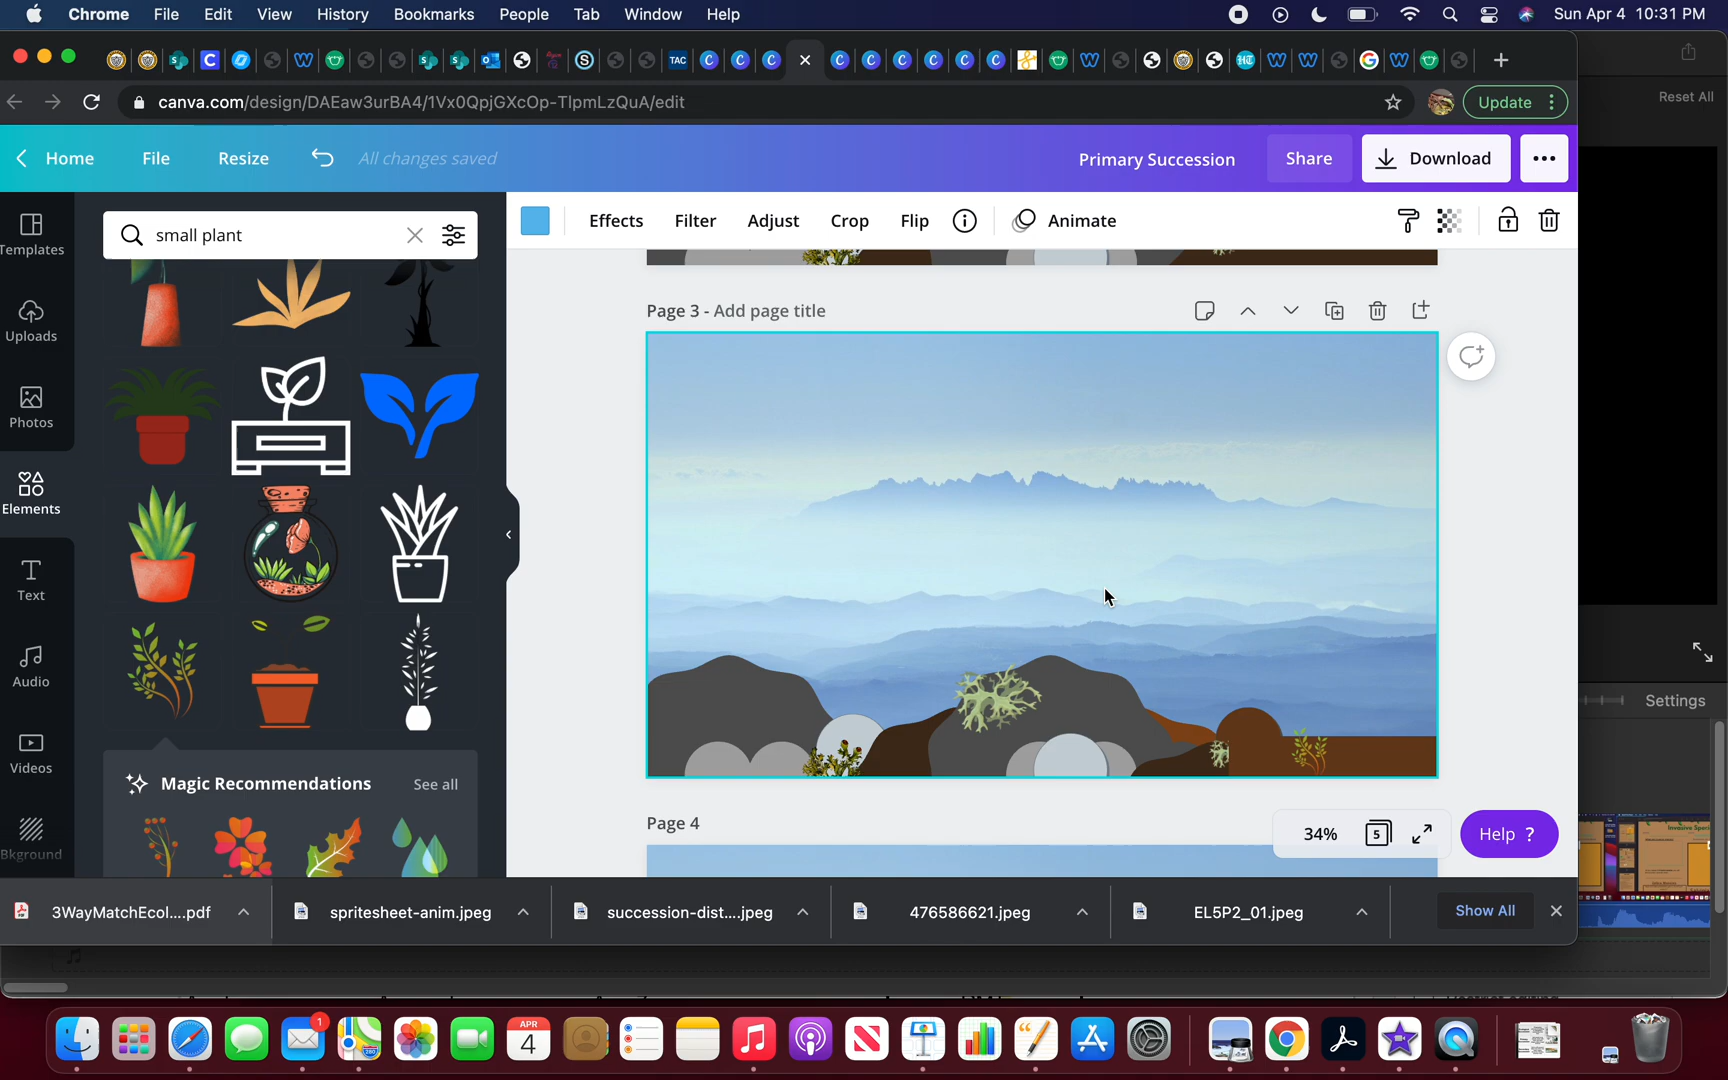 Chrome File Edit View History Bookmarks People Tab Window Help Sun Apr 4 10:31 PM
TAC
canva.com/design/DAEaw3urBA4/1Vx0QpjGXcOp-TlpmLzQuA/edit Update
Reset All
Home File Resize All changes saved Primary Succession Share Download
Templates
small plant
Effects Filter Adjust Crop Flip Animate
Page 3 - Add page title
Uploads
Photos
Elements
Text
Audio
Videos
Bkground
Settings
Magic Recommendations See all
Page 4
34% 5 Help ?
3WayMatchEcol....pdf spritesheet-anim.jpeg succession-dist....jpeg 476586621.jpeg EL5P2_01.jpeg Show All
1
APR
4
280